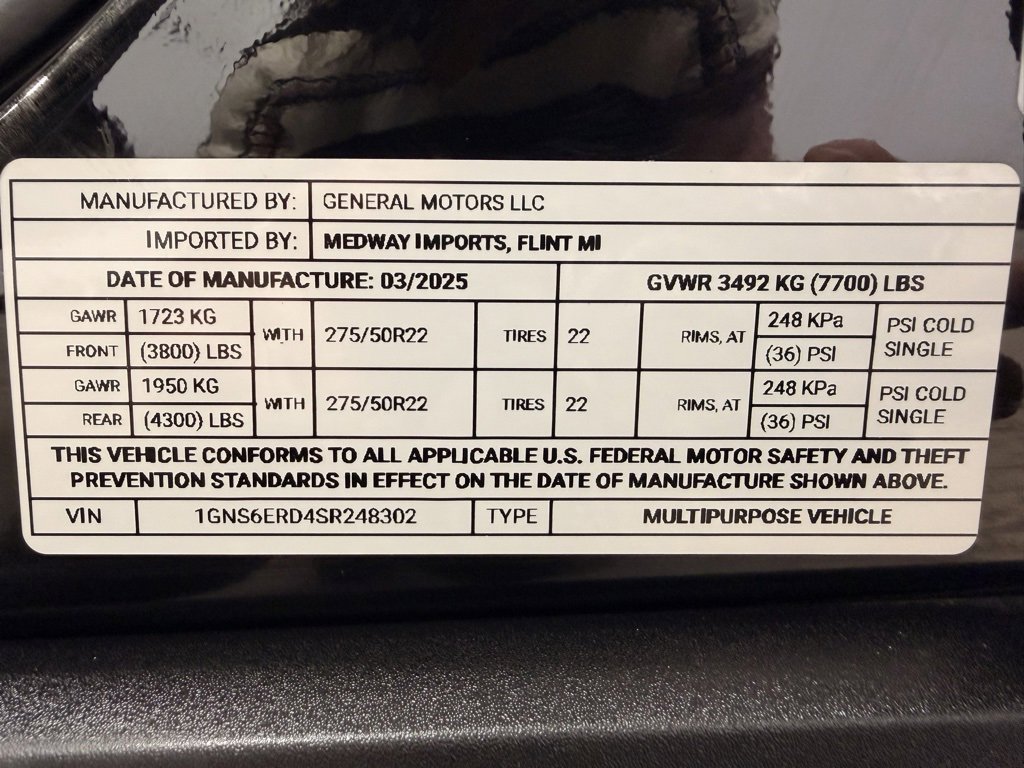 MANUFACTURED BY: GENERAL MOTORS LLC
IMPORTED BY: MEDWAY IMPORTS, FLINT MI
DATE OF MANUFACTURE: 03/2025 GVWR 3492 KG (7700) LBS
GAWR FRONT 1723 KG (3800) LBS WITH 275/50R22 TIRES 22 RIMS, AT 248 KPa (36) PSI PSI COLD SINGLE
GAWR REAR 1950 KG (4300) LBS WITH 275/50R22 TIRES 22 RIMS, AT 248 KPa (36) PSI PSI COLD SINGLE
THIS VEHICLE CONFORMS TO ALL APPLICABLE U.S. FEDERAL MOTOR SAFETY AND THEFT
PREVENTION STANDARDS IN EFFECT ON THE DATE OF MANUFACTURE SHOWN ABOVE.
VIN 1GNS6ERD4SR248302 TYPE MULTIPURPOSE VEHICLE